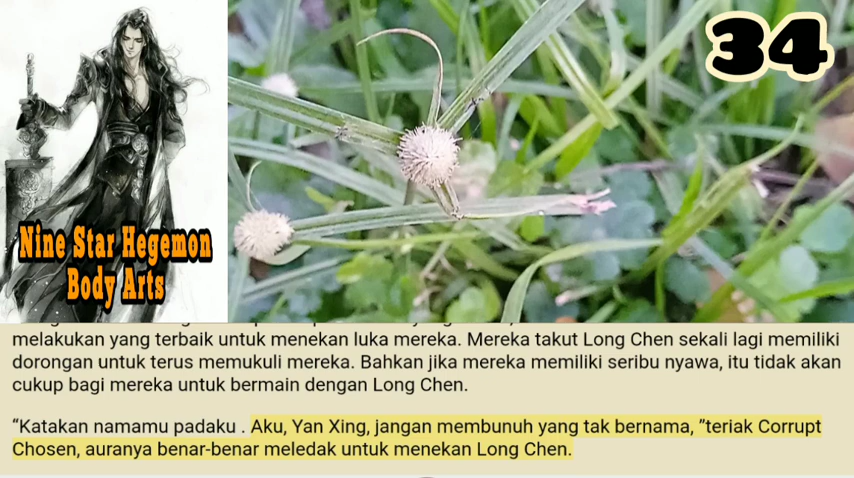 34
Nine Star Hegemon
Body Arts
melakukan yang terbaik untuk menekan luka mereka. Mereka takut Long Chen sekali lagi memiliki
dorongan untuk terus memukuli mereka. Bahkan jika mereka memiliki seribu nyawa, itu tidak akan
cukup bagi mereka untuk bermain dengan Long Chen.
“Katakan namamu padaku . Aku, Yan Xing, jangan membunuh yang tak bernama, ”teriak Corrupt
Chosen, auranya benar-benar meledak untuk menekan Long Chen.